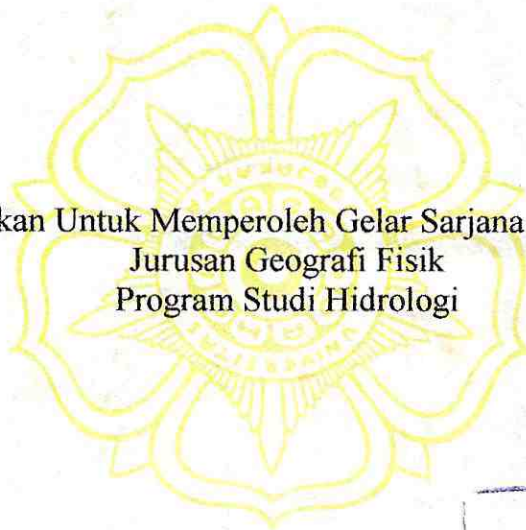 kan Untuk Memperoleh Gelar Sarjana
Jurusan Geografi Fisik
Program Studi Hidrologi